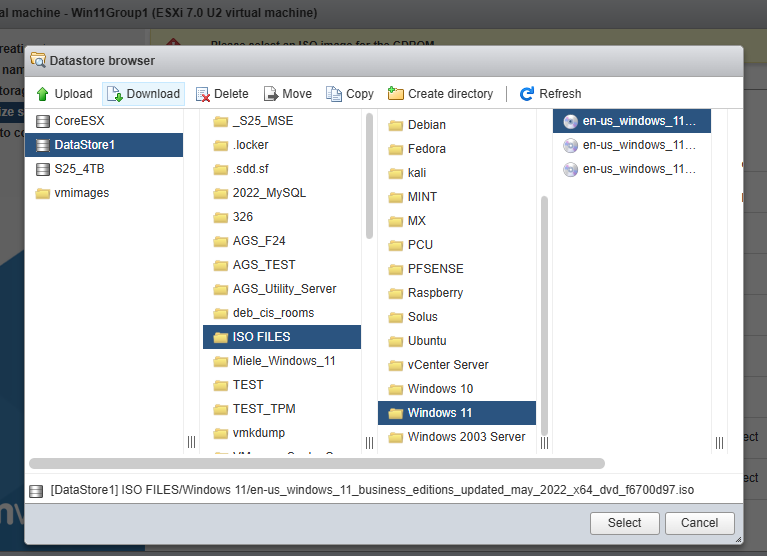 al machine - Win11Group1 (ESXi 7.0 U2 virtual machine)
Please select an ISO image for the CDROM
Datastore browser
Upload Download Delete Move Copy Create directory Refresh
CoreESX
DataStore1
S25_4TB
vmimages
_S25_MSE
.locker
.sdd.sf
2022_MySQL
326
AGS_F24
AGS_TEST
AGS_Utility_Server
deb_cis_rooms
ISO FILES
Miele_Windows_11
TEST
TEST_TPM
vmkdump
Debian
Fedora
kali
MINT
MX
PCU
PFSENSE
Raspberry
Solus
Ubuntu
vCenter Server
Windows 10
Windows 11
Windows 2003 Server
en-us_windows_11...
en-us_windows_11...
en-us_windows_11...
[DataStore1] ISO FILES/Windows 11/en-us_windows_11_business_editions_updated_may_2022_x64_dvd_f6700d97.iso
Select Cancel